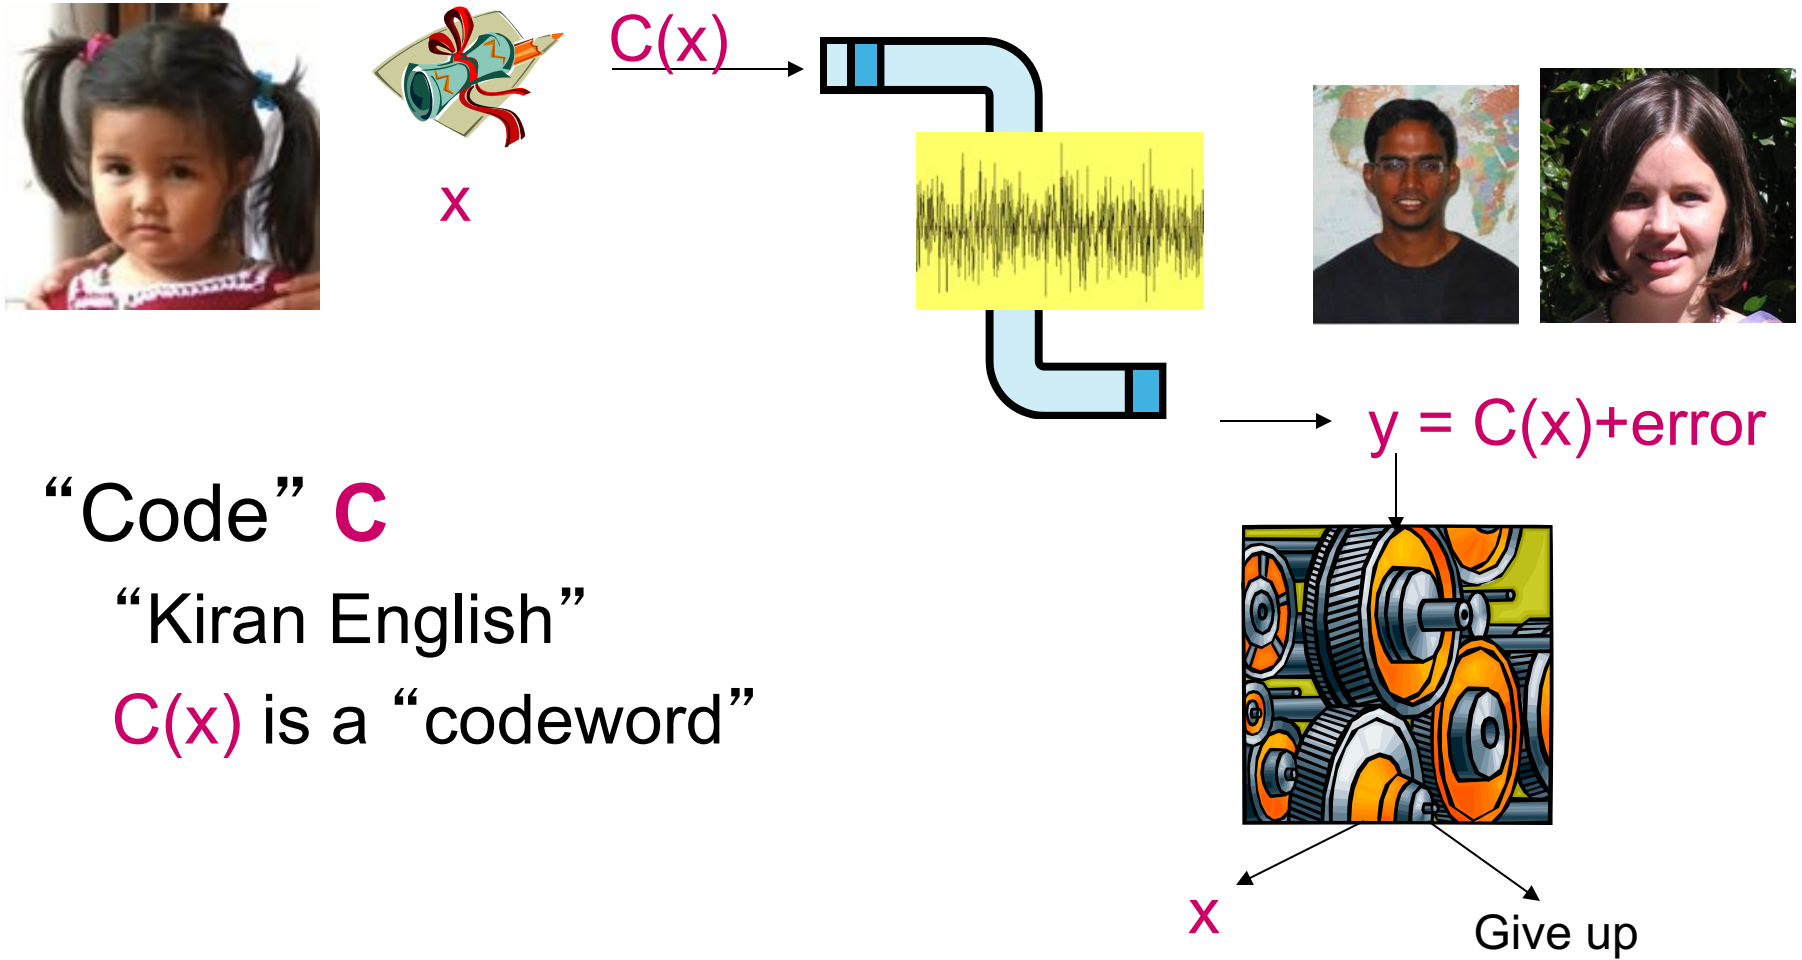 C(x)
x
y = C(x)+error
“Code” C
“Kiran English”
C(x) is a “codeword”
x
Give up